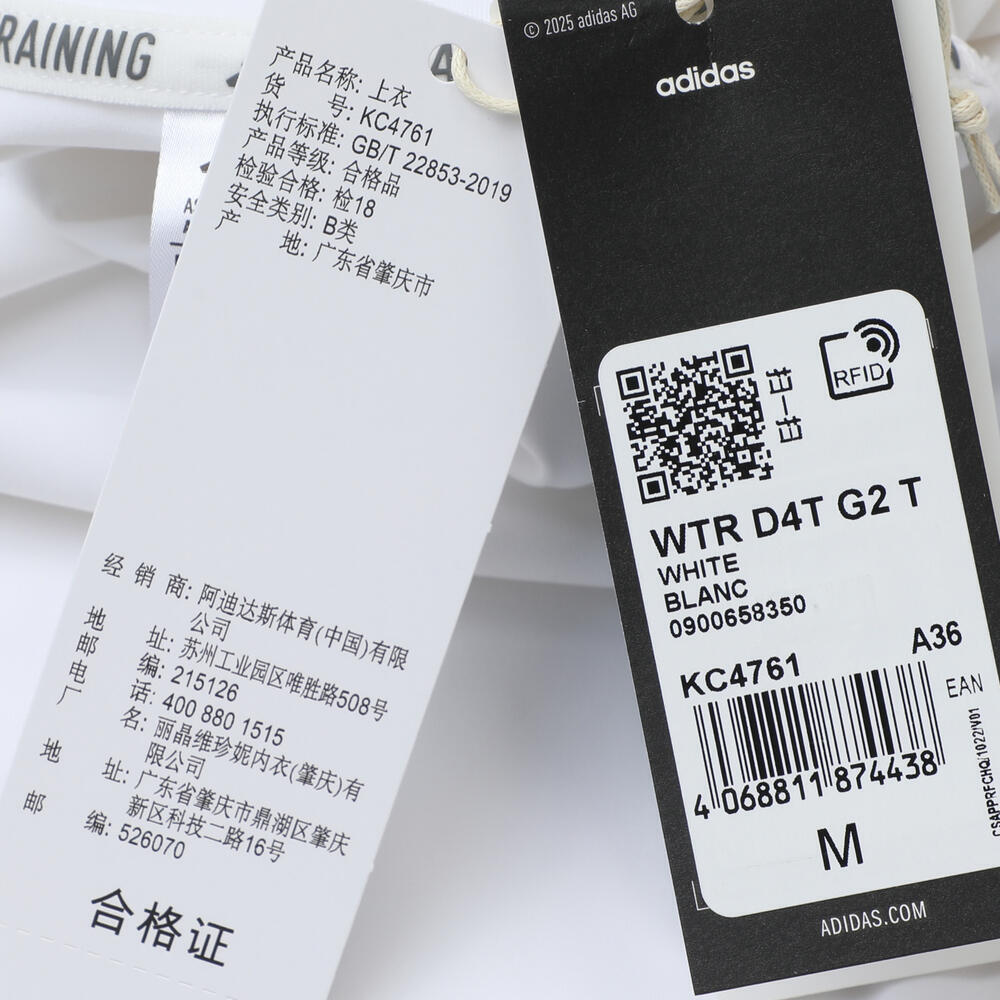 RAINING
产品名称: 上衣
货 号: KC4761
执行标准: GB/T 22853-2019
产品等级: 合格品
检验合格: 检18
安全类别: B类
产 地: 广东省肇庆市
经 销 商: 阿迪达斯体育(中国)有限
公司
地 址: 苏州工业园区唯胜路508号
邮 编: 215126
电 话: 400 880 1515
厂 名: 丽晶维珍妮内衣(肇庆)有
限公司
地 址: 广东省肇庆市鼎湖区肇庆
新区科技二路16号
邮 编: 526070
合格证
© 2025 adidas AG
adidas
RFID
WTR D4T G2 T
WHITE
BLANC
0900658350
KC4761
A36
EAN
4 068811 874438
CSAPPRFCHQ/1022/V01
M
ADIDAS.COM